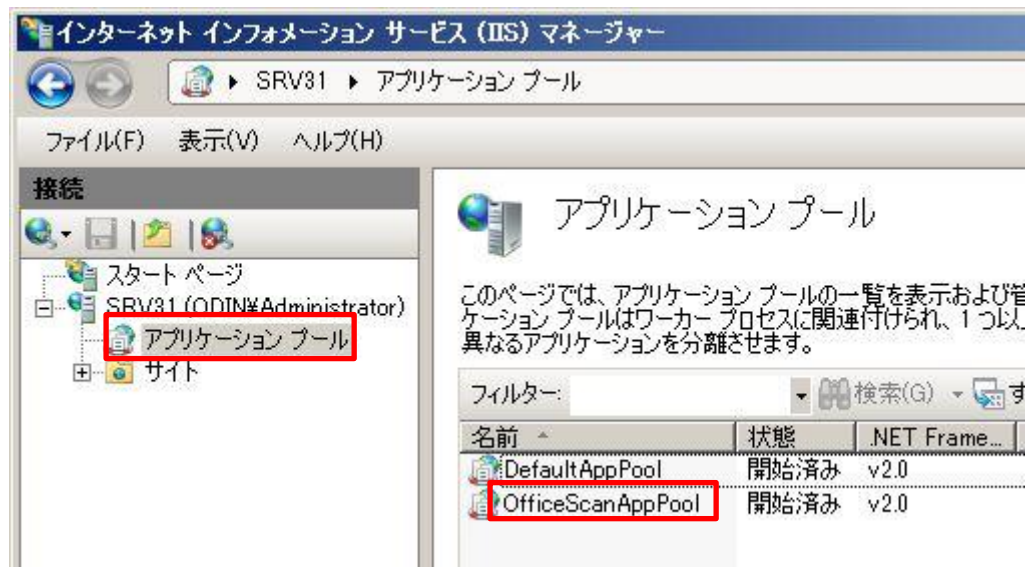 インターネット インフォメーション サービス (IIS) マネージャー
SRV31 アプリケーション プール
ファイル(F) 表示(V) ヘルプ(H)
接続
スタート ページ
SRV31 (ODIN¥Administrator)
アプリケーション プール
サイト
アプリケーション プール
このページでは、アプリケーション プールの一覧を表示および管
ケーション プールはワーカー プロセスに関連付けられ、1 つ以
異なるアプリケーションを分離させます。
フィルター: 検索(G) す
名前 状態 .NET Frame...
DefaultAppPool 開始済み v2.0
OfficeScanAppPool 開始済み v2.0